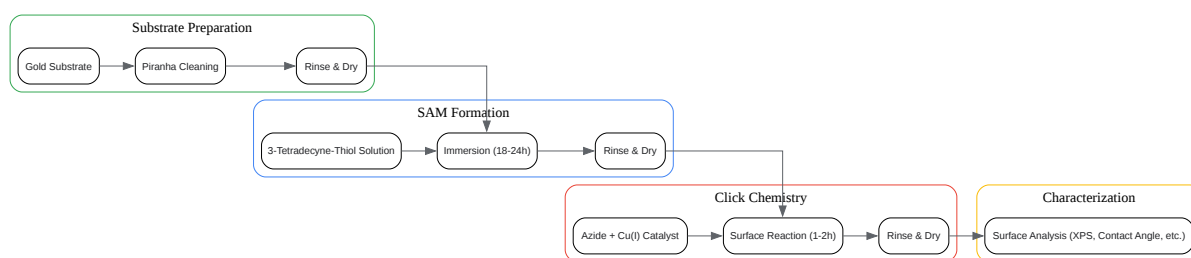 Substrate Preparation
Gold Substrate
Piranha Cleaning
Rinse & Dry
SAM Formation
3-Tetradecyne-Thiol Solution
Immersion (18-24h)
Rinse & Dry
Click Chemistry
Characterization
Azide + Cu(I) Catalyst
Surface Reaction (1-2h)
Rinse & Dry
Surface Analysis (XPS, Contact Angle, etc.)